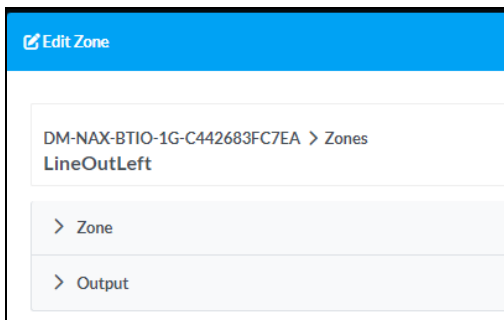 Edit Zone
DM-NAX-BTIO-1G-C442683FC7EA > Zones
LineOutLeft
> Zone
> Output